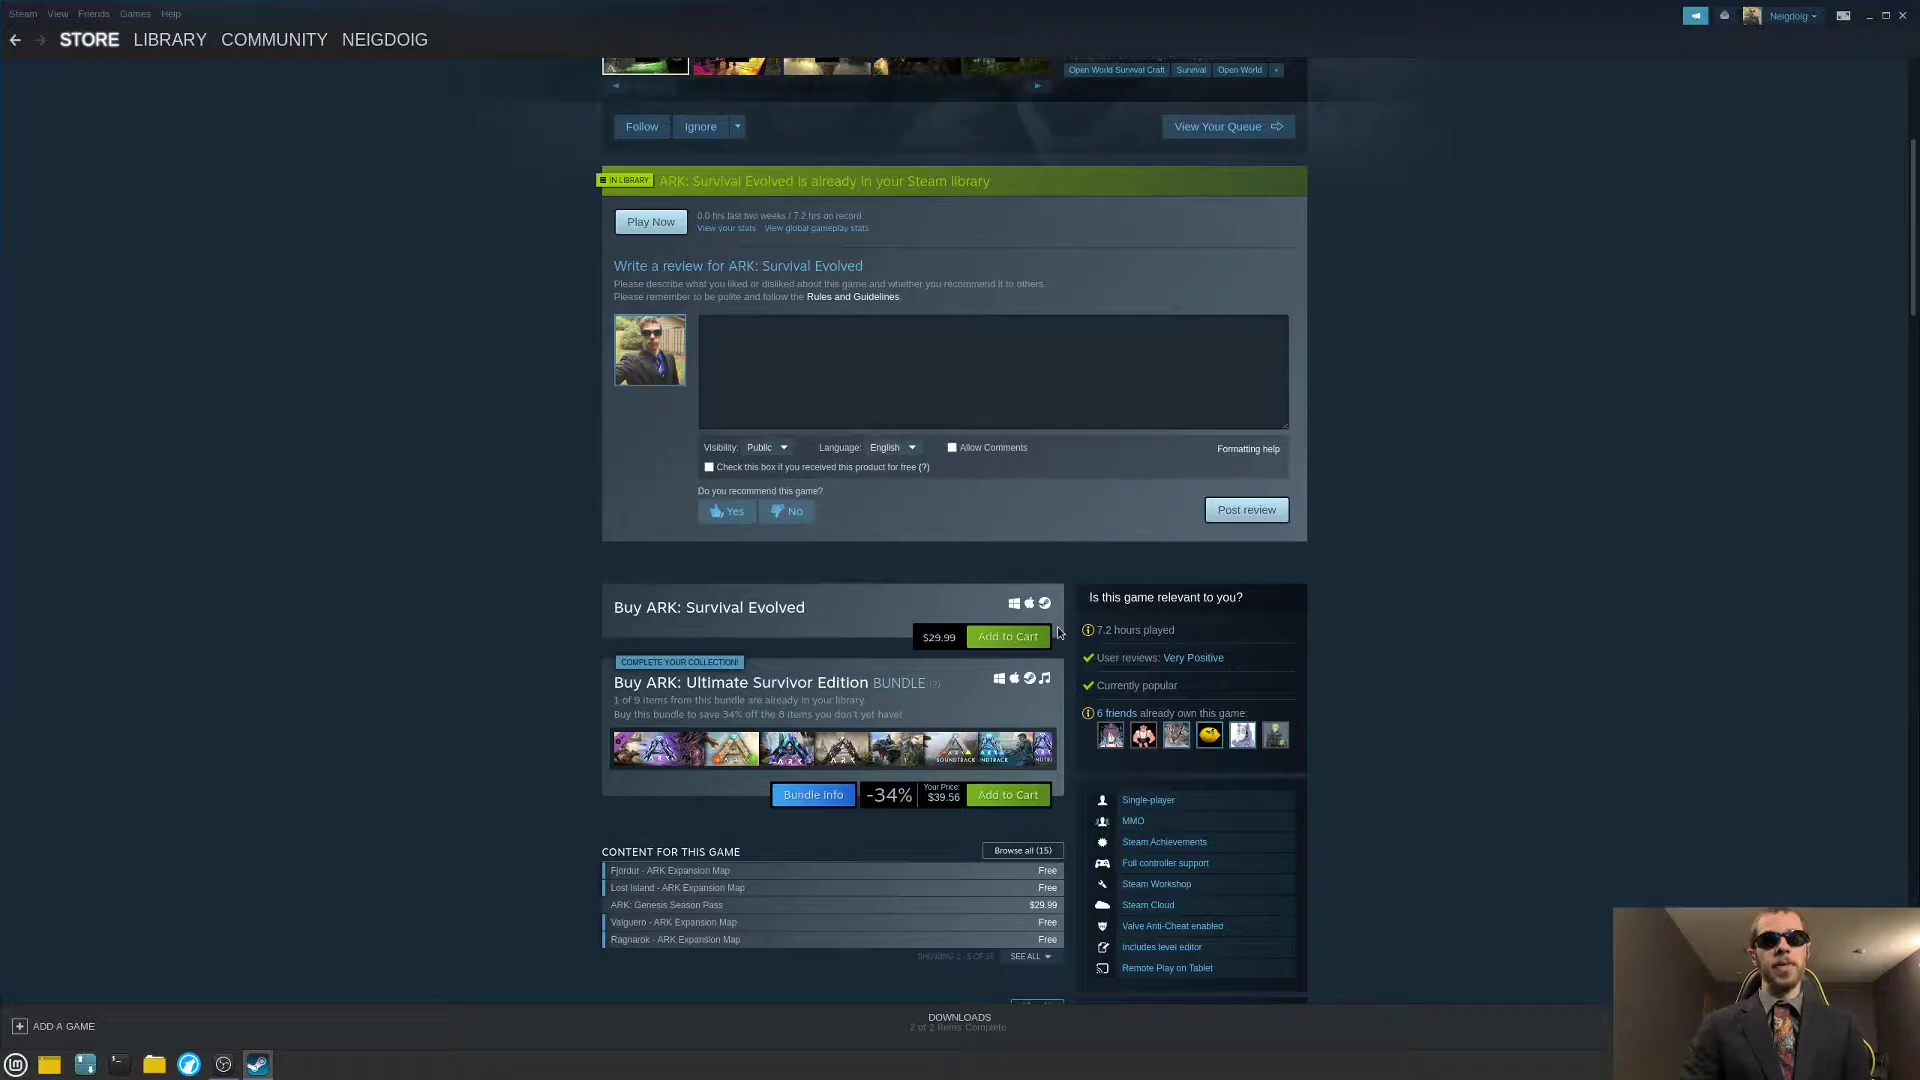 Steam View Friends Games Help
Neigdoig
STORE LIBRARY COMMUNITY NEIGDOIG
Open World Survival Craft Survival Open World +
Follow Ignore View Your Queue
IN LIBRARY ARK: Survival Evolved is already in your Steam library
Play Now
0.0 hrs last two weeks / 7.2 hrs on record
View your stats View global gameplay stats
Write a review for ARK: Survival Evolved
Please describe what you liked or disliked about this game and whether you recommend it to others.
Please remember to be polite and follow the Rules and Guidelines.
Visibility: Public Language: English Allow Comments Formatting help
Check this box if you received this product for free (?)
Do you recommend this game?
Yes No Post review
Buy ARK: Survival Evolved
$29.99 Add to Cart
COMPLETE YOUR COLLECTION!
Buy ARK: Ultimate Survivor Edition BUNDLE (?)
1 of 9 items from this bundle are already in your library.
Buy this bundle to save 34% off the 8 items you don't yet have!
Bundle Info -34% Your Price: $39.56 Add to Cart
CONTENT FOR THIS GAME Browse all (15)
Fjordur - ARK Expansion Map Free
Lost Island - ARK Expansion Map Free
ARK: Genesis Season Pass $29.99
Valguero - ARK Expansion Map Free
Ragnarok - ARK Expansion Map Free
SEE ALL
Is this game relevant to you?
7.2 hours played
User reviews: Very Positive
Currently popular
6 friends already own this game:
Single-player
MMO
Steam Achievements
Full controller support
Steam Workshop
Steam Cloud
Valve Anti-Cheat enabled
Includes level editor
Remote Play on Tablet
ADD A GAME
DOWNLOADS
2 of 2 Items Complete